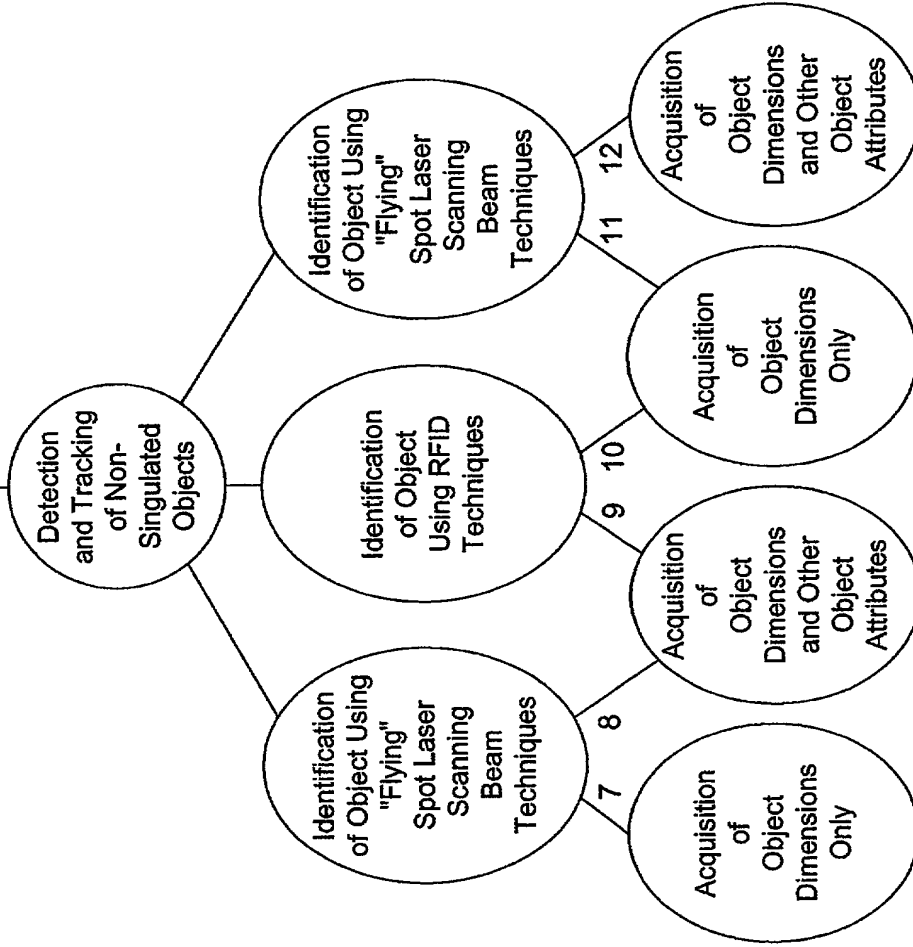 Detection
and Tracking
of Non-
Singulated
Objects
Identification
of Object Using
"Flying"
Spot Laser
Scanning
Beam
Techniques
Identification
of Object
Using RFID
Techniques
Identification
of Object Using
"Flying"
Spot Laser
Scanning
Beam
Techniques
7
8
9
10
11
12
Acquisition
of
Object
Dimensions
Only
Acquisition
of
Object
Dimensions
and Other
Object
Attributes
Acquisition
of
Object
Dimensions
Only
Acquisition
of
Object
Dimensions
and Other
Object
Attributes